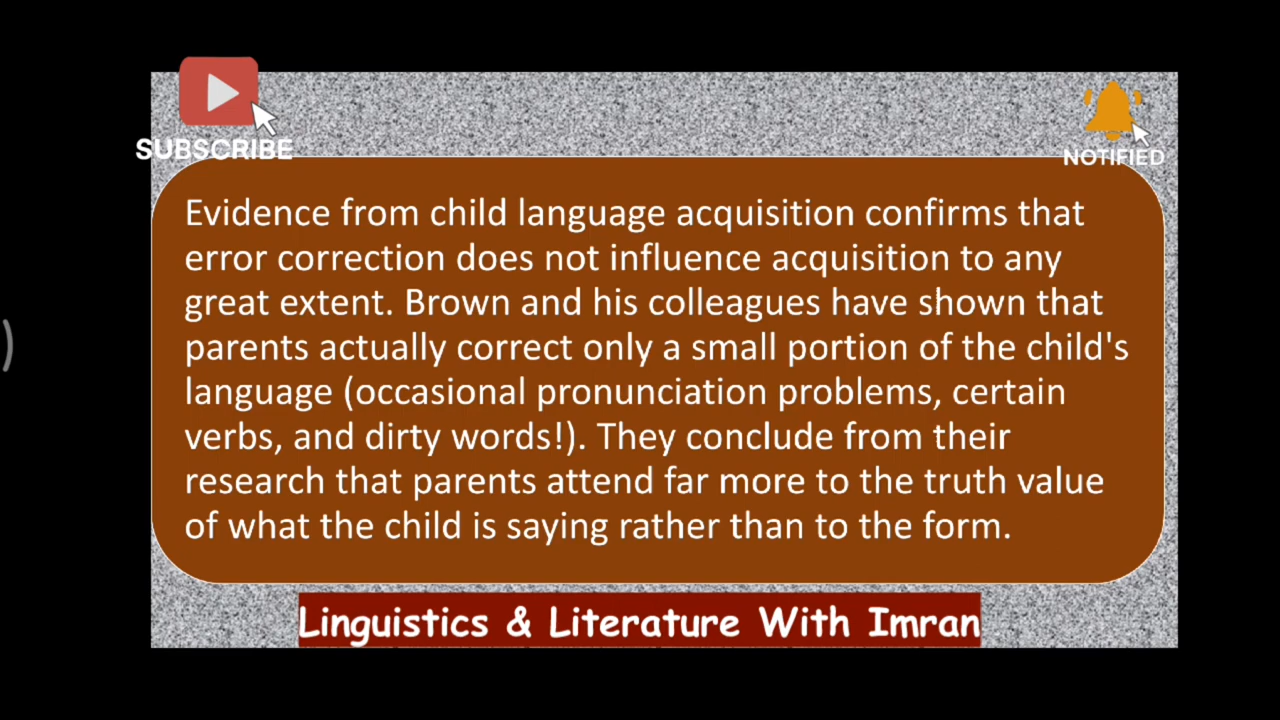 SUBSCRIBE
NOTIFIED
Evidence from child language acquisition confirms that
error correction does not influence acquisition to any
great extent. Brown and his colleagues have shown that
parents actually correct only a small portion of the child's
language (occasional pronunciation problems, certain
verbs, and dirty words!). They conclude from their
research that parents attend far more to the truth value
of what the child is saying rather than to the form.
Linguistics & Literature With Imran